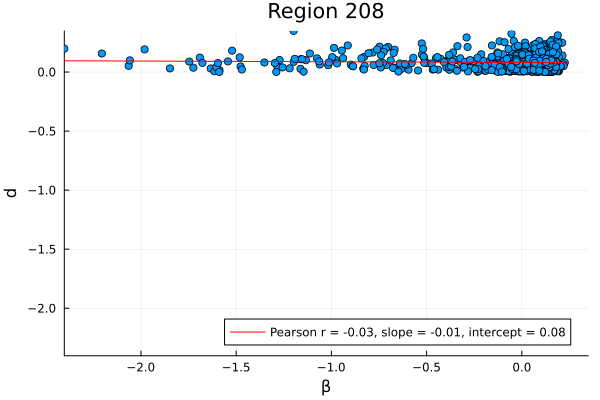 Region 208
0.0
−0.5
−1.0
−1.5
−2.0
d
Pearson r = -0.03, slope = -0.01, intercept = 0.08
−2.0 −1.5 −1.0 −0.5 0.0
β